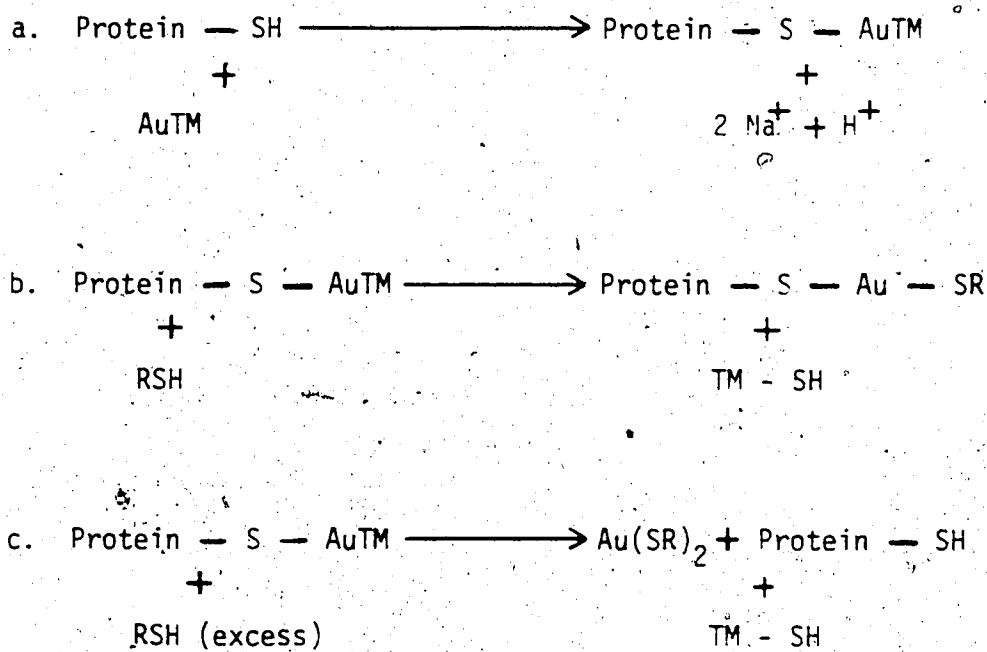 a. Protein — SH ⟶ Protein — S — AuTM
+ +
AuTM 2 Na⁺ + H⁺
b. Protein — S — AuTM ⟶ Protein — S — Au — SR
+ +
RSH TM - SH
c. Protein — S — AuTM ⟶ Au(SR)₂ + Protein — SH
+ +
RSH (excess) TM - SH